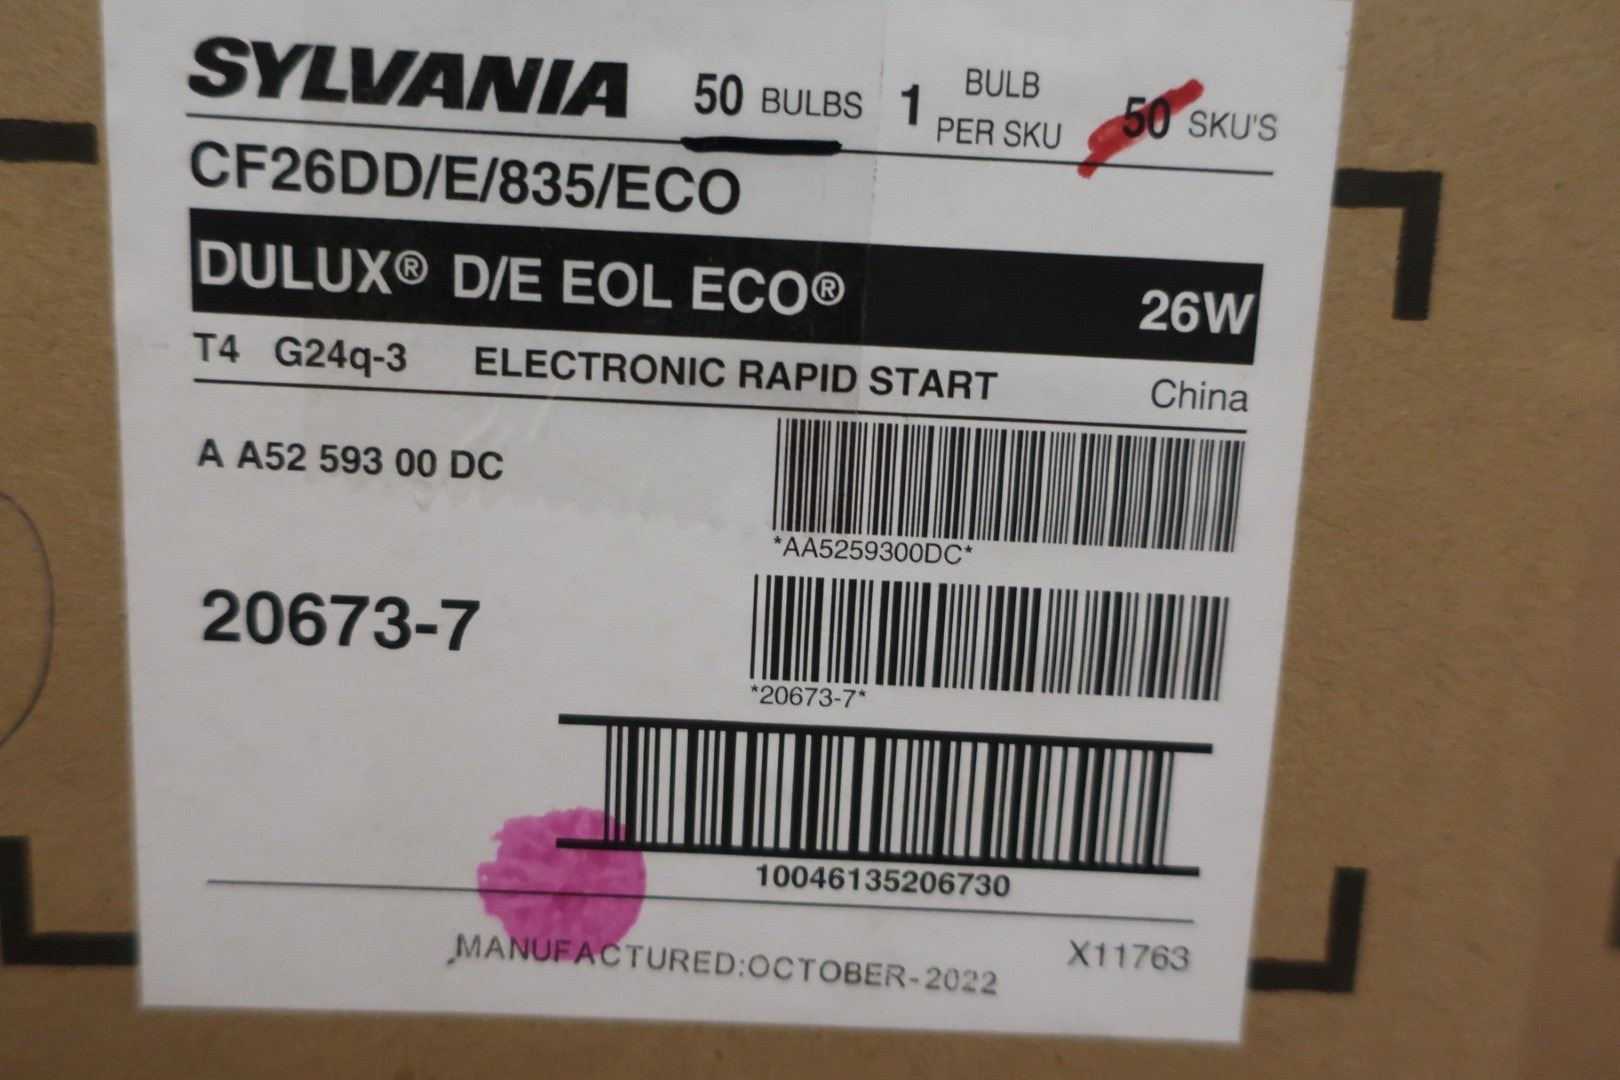 SYLVANIA 50 BULBS 1 BULB PER SKU 50 SKU'S
CF26DD/E/835/ECO
DULUX® D/E EOL ECO® 26W
T4 G24q-3 ELECTRONIC RAPID START China
A A52 593 00 DC
*AA5259300DC*
20673-7
*20673-7*
10046135206730
MANUFACTURED:OCTOBER-2022 X11763